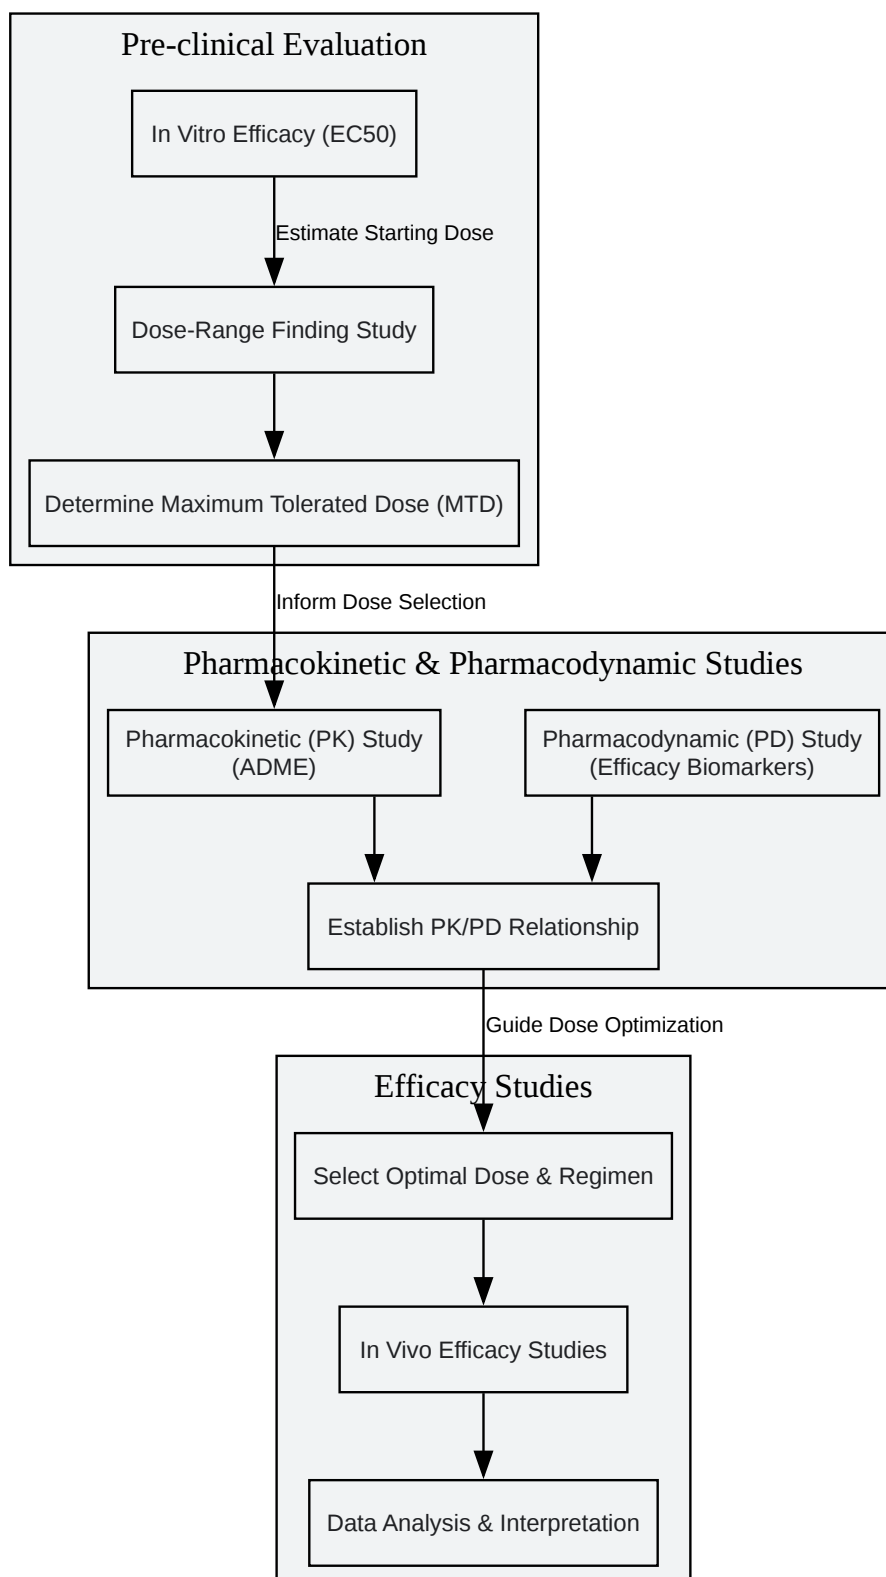 Pre-clinical Evaluation
In Vitro Efficacy (EC50)
Estimate Starting Dose
Dose-Range Finding Study
Determine Maximum Tolerated Dose (MTD)
Inform Dose Selection
Pharmacokinetic & Pharmacodynamic Studies
Pharmacokinetic (PK) Study
(ADME)
Pharmacodynamic (PD) Study
(Efficacy Biomarkers)
Establish PK/PD Relationship
Guide Dose Optimization
Efficacy Studies
Select Optimal Dose & Regimen
In Vivo Efficacy Studies
Data Analysis & Interpretation